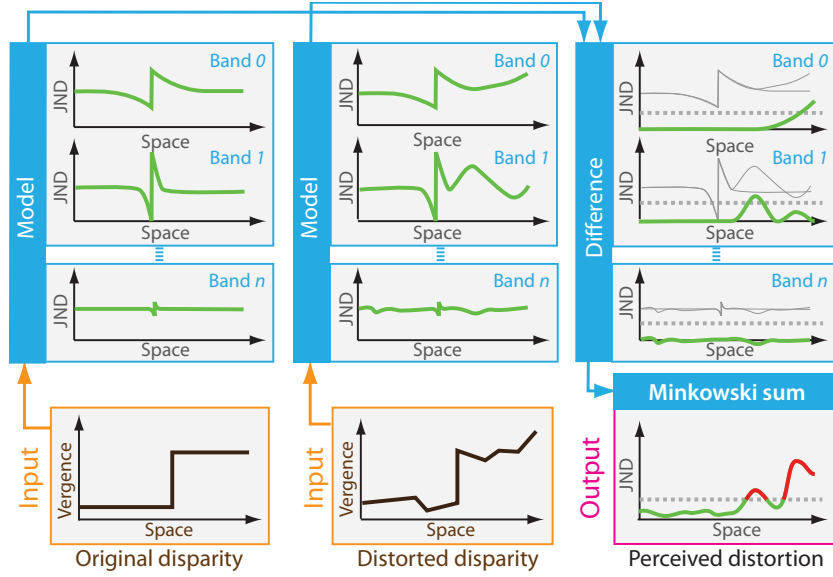 Band 0
JND
Space
Band 1
JND
Space
Band n
JND
Space
Model
Band 0
JND
Space
Band 1
JND
Space
Band n
JND
Space
Model
Band 0
JND
Space
Band 1
JND
Space
Band n
JND
Space
Difference
Minkowski sum
Input
Vergence
Space
Original disparity
Input
Vergence
Space
Distorted disparity
Output
JND
Space
Perceived distortion